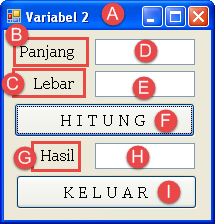 Variabel 2 A
B
Panjang D
C Lebar E
HITUNG F
G Hasil H
KELUAR I